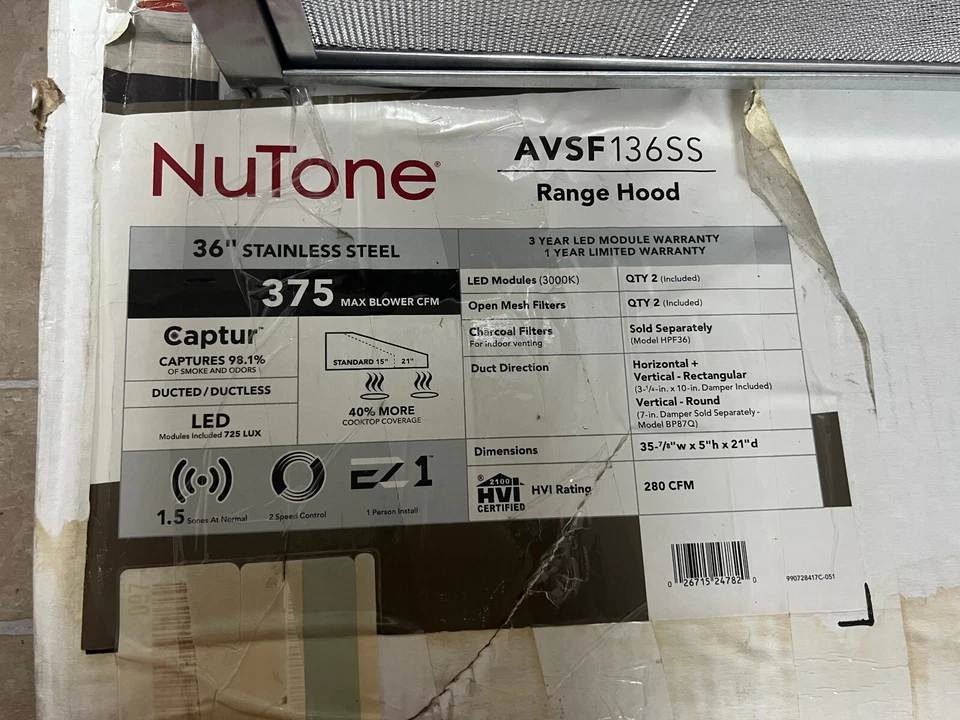 NuTone®
AVSF136SS
Range Hood
36" STAINLESS STEEL
3 YEAR LED MODULE WARRANTY
1 YEAR LIMITED WARRANTY
375 MAX BLOWER CFM
LED Modules (3000K)
QTY 2 (Included)
Open Mesh Filters
QTY 2 (Included)
Captur™
CAPTURES 98.1%
OF SMOKE AND ODORS
DUCTED/DUCTLESS
LED
Modules Included 725 LUX
STANDARD 15" 21"
40% MORE
COOKTOP COVERAGE
Charcoal Filters
For indoor venting
Sold Separately
(Model HPF36)
Duct Direction
Horizontal +
Vertical - Rectangular
(3-1/4-in. x 10-in. Damper Included)
Vertical - Round
(7-in. Damper Sold Separately -
Model BP87Q)
Dimensions
35-7/8"w x 5"h x 21"d
1.5 Sones At Normal
2 Speed Control
EZ1™
1 Person Install
2100
HVI®
CERTIFIED
HVI Rating
280 CFM
0 26715 24782 0
990728417C-051